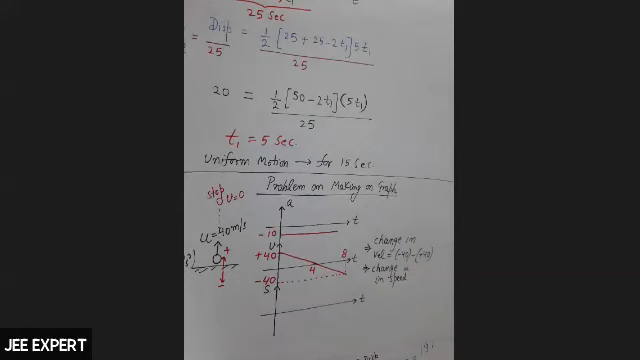 25 Sec
= Disp / 25 = 1/2 [25 + 25 - 2t₁] 5t₁ / 25
20 = 1/2 [50 - 2t₁] (5t₁) / 25
t₁ = 5 Sec.
Uniform Motion → for 15 Sec.
Problem on Making on Graph
stop v=0
u=40m/s
+
-
a
t
-10
v
+40
8
t
4
-40
S
t
⇒ change in
vel = (-40) - (+40)
⇒ change
in speed
JEE EXPERT